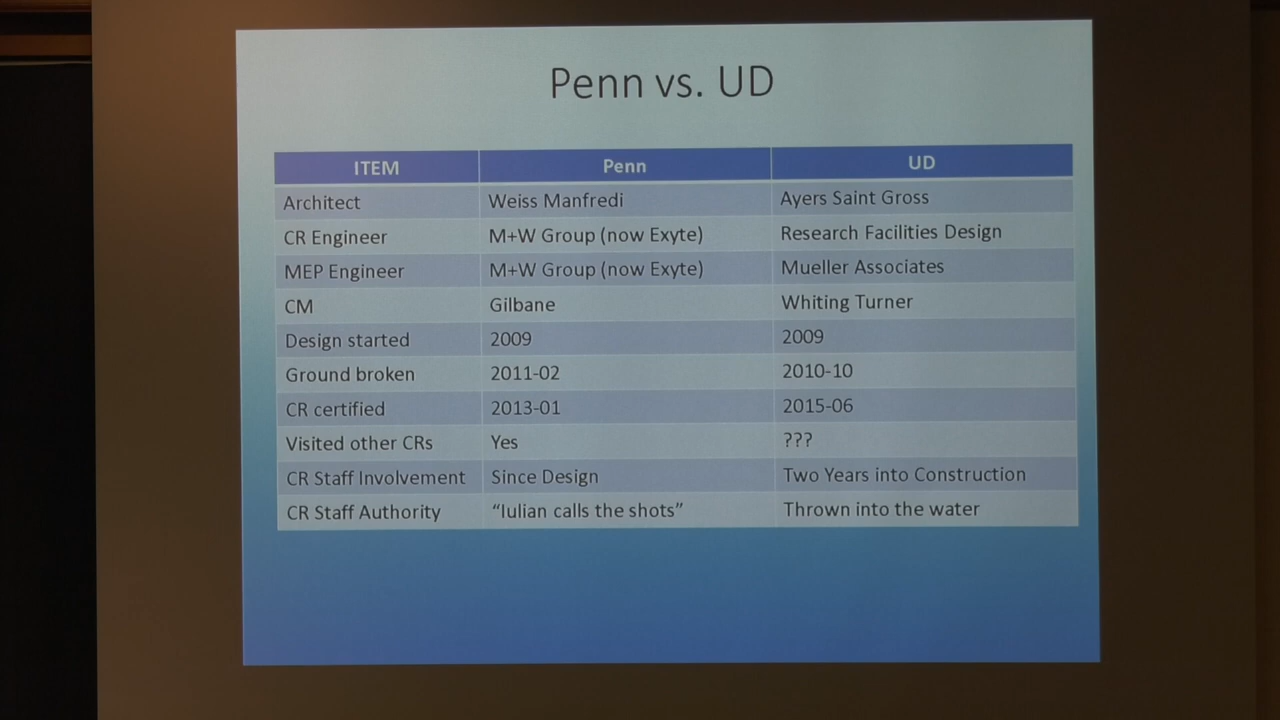 Penn vs. UD
ITEM Penn UD
Architect Weiss Manfredi Ayers Saint Gross
CR Engineer M+W Group (now Exyte) Research Facilities Design
MEP Engineer M+W Group (now Exyte) Mueller Associates
CM Gilbane Whiting Turner
Design started 2009 2009
Ground broken 2011-02 2010-10
CR certified 2013-01 2015-06
Visited other CRs Yes ???
CR Staff Involvement Since Design Two Years into Construction
CR Staff Authority “Iulian calls the shots” Thrown into the water